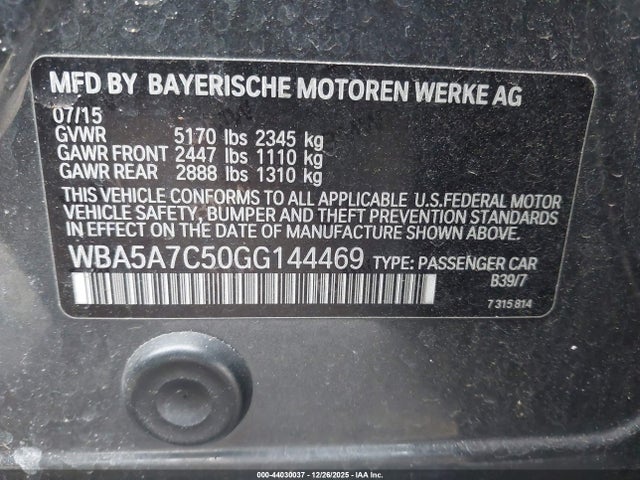 MFD BY BAYERISCHE MOTOREN WERKE AG
07/15
GVWR 5170 lbs 2345 kg
GAWR FRONT 2447 lbs 1110 kg
GAWR REAR 2888 lbs 1310 kg
THIS VEHICLE CONFORMS TO ALL APPLICABLE U.S.FEDERAL MOTOR
VEHICLE SAFETY, BUMPER AND THEFT PREVENTION STANDARDS
IN EFFECT ON THE DATE OF MANUFACTURE SHOWN ABOVE.
WBA5A7C50GG144469 TYPE: PASSENGER CAR
B39/7
7 315 814
000-44030037 - 12/26/2025 - IAA Inc.